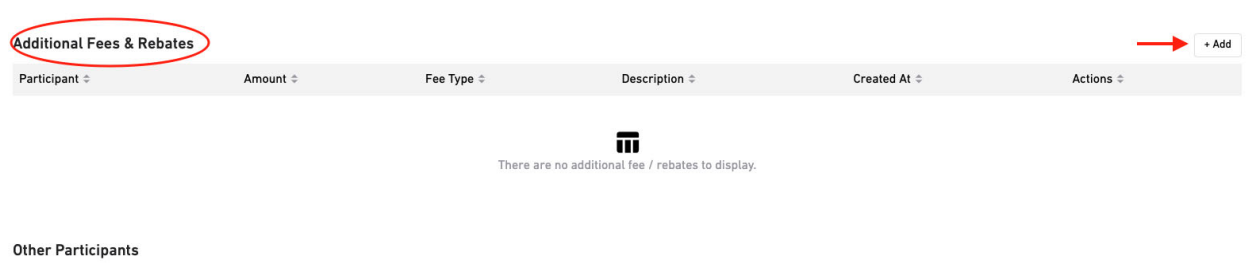 Additional Fees & Rebates
+ Add
Participant Amount Fee Type Description Created At Actions
There are no additional fee / rebates to display.
Other Participants